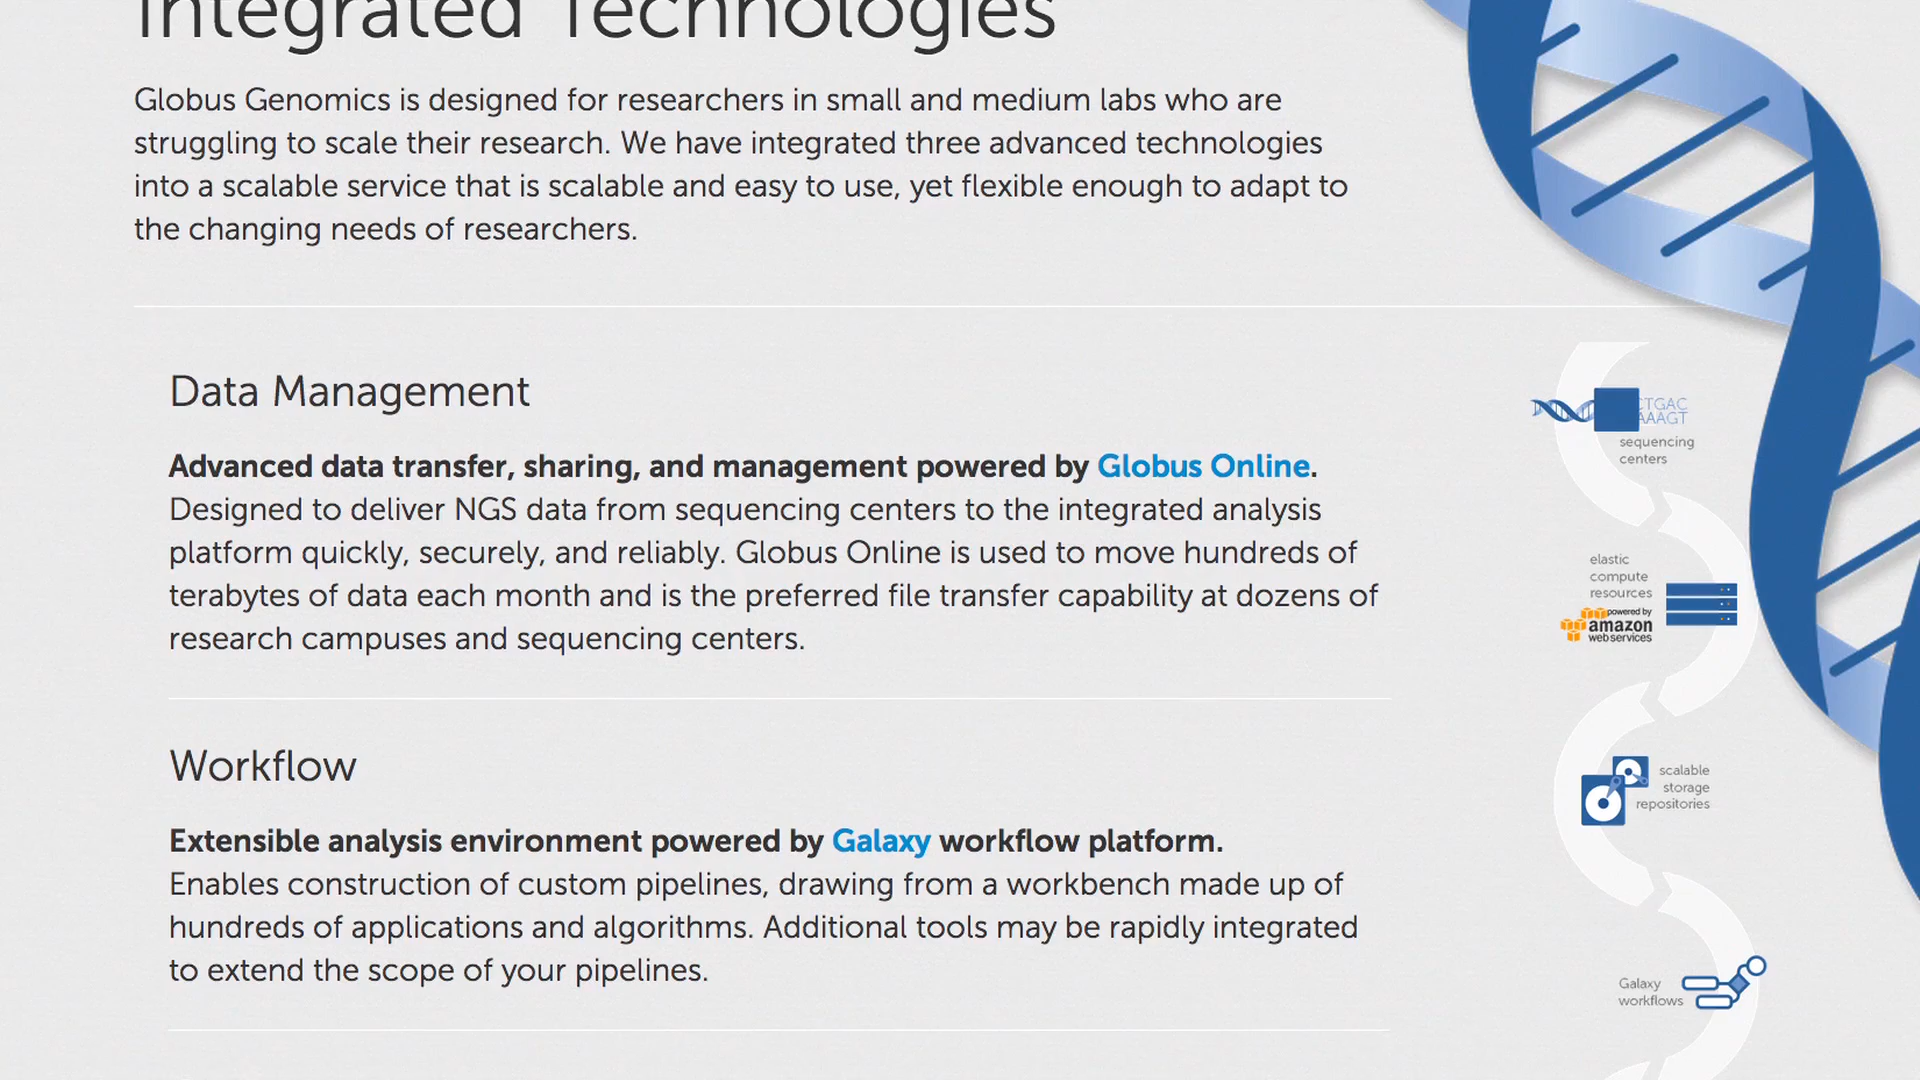 Integrated Technologies
Globus Genomics is designed for researchers in small and medium labs who are
struggling to scale their research. We have integrated three advanced technologies
into a scalable service that is scalable and easy to use, yet flexible enough to adapt to
the changing needs of researchers.
Data Management
Advanced data transfer, sharing, and management powered by Globus Online.
Designed to deliver NGS data from sequencing centers to the integrated analysis
platform quickly, securely, and reliably. Globus Online is used to move hundreds of
terabytes of data each month and is the preferred file transfer capability at dozens of
research campuses and sequencing centers.
Workflow
Extensible analysis environment powered by Galaxy workflow platform.
Enables construction of custom pipelines, drawing from a workbench made up of
hundreds of applications and algorithms. Additional tools may be rapidly integrated
to extend the scope of your pipelines.
CTGAC
AAAGT
sequencing
centers
elastic
compute
resources
powered by
amazon
webservices
scalable
storage
repositories
Galaxy
workflows